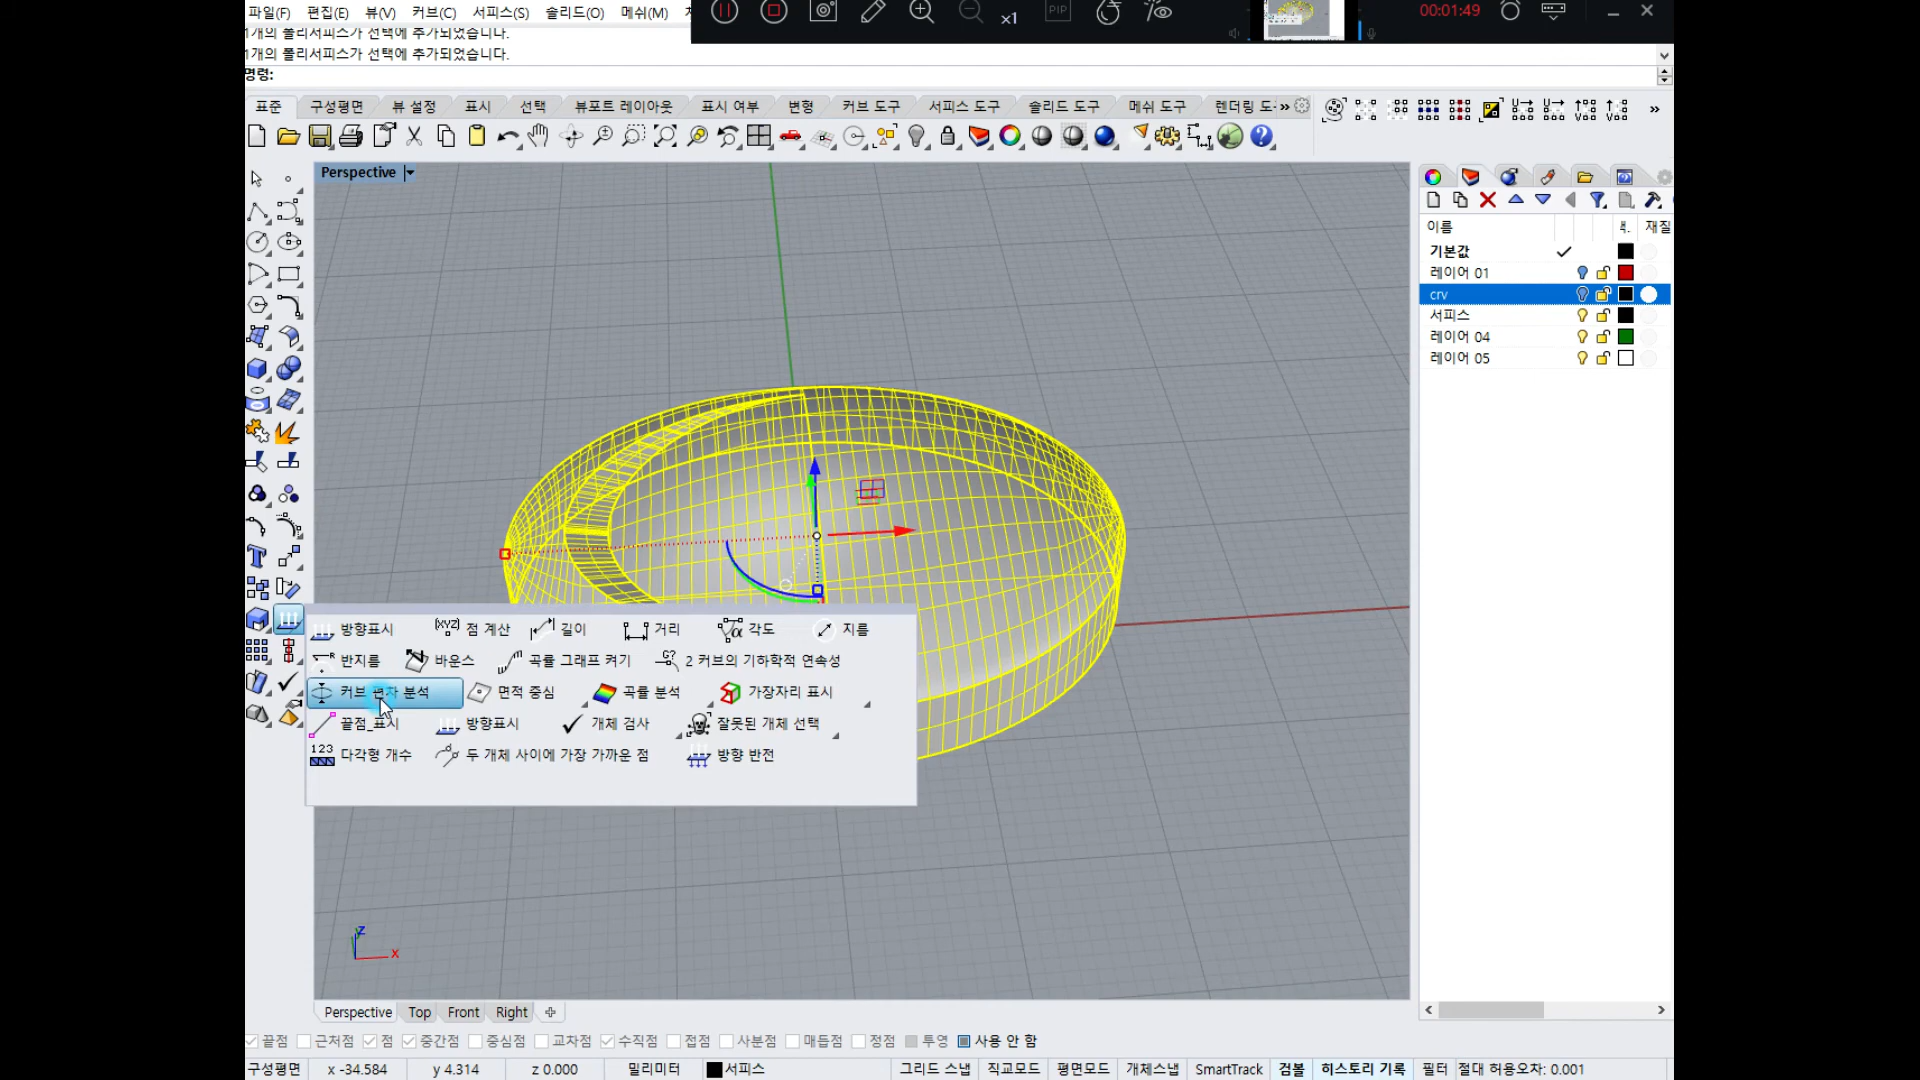 파일(F) 편집(E) 뷰(V) 커브(C) 서피스(S) 솔리드(O) 메쉬(M)
x1 PIP 00:01:49
1개의 폴리서피스가 선택에 추가되었습니다.
1개의 폴리서피스가 선택에 추가되었습니다.
명령:
표준 구성평면 뷰 설정 표시 선택 뷰포트 레이아웃 표시 여부 변형 커브 도구 서피스 도구 솔리드 도구 메쉬 도구 렌더링 도 »
»
Perspective
이름 재질
기본값
레이어 01
crv
서피스
레이어 04
레이어 05
방향표시 점 계산 길이 거리 각도 지름
반지름 바운스 곡률 그래프 켜기 2 커브의 기하학적 연속성
커브 편차 분석 면적 중심 곡률 분석 가장자리 표시
끝점_표시 방향표시 개체 검사 잘못된 개체 선택
다각형 개수 두 개체 사이에 가장 가까운 점 방향 반전
z
x
Perspective Top Front Right
끝점 근처점 점 중간점 중심점 교차점 수직점 접점 사분점 매듭점 정점 투영 사용 안 함
구성평면 x -34.584 y 4.314 z 0.000 밀리미터 서피스 그리드 스냅 직교모드 평면모드 개체스냅 SmartTrack 검볼 히스토리 기록 필터 절대 허용오차: 0.001